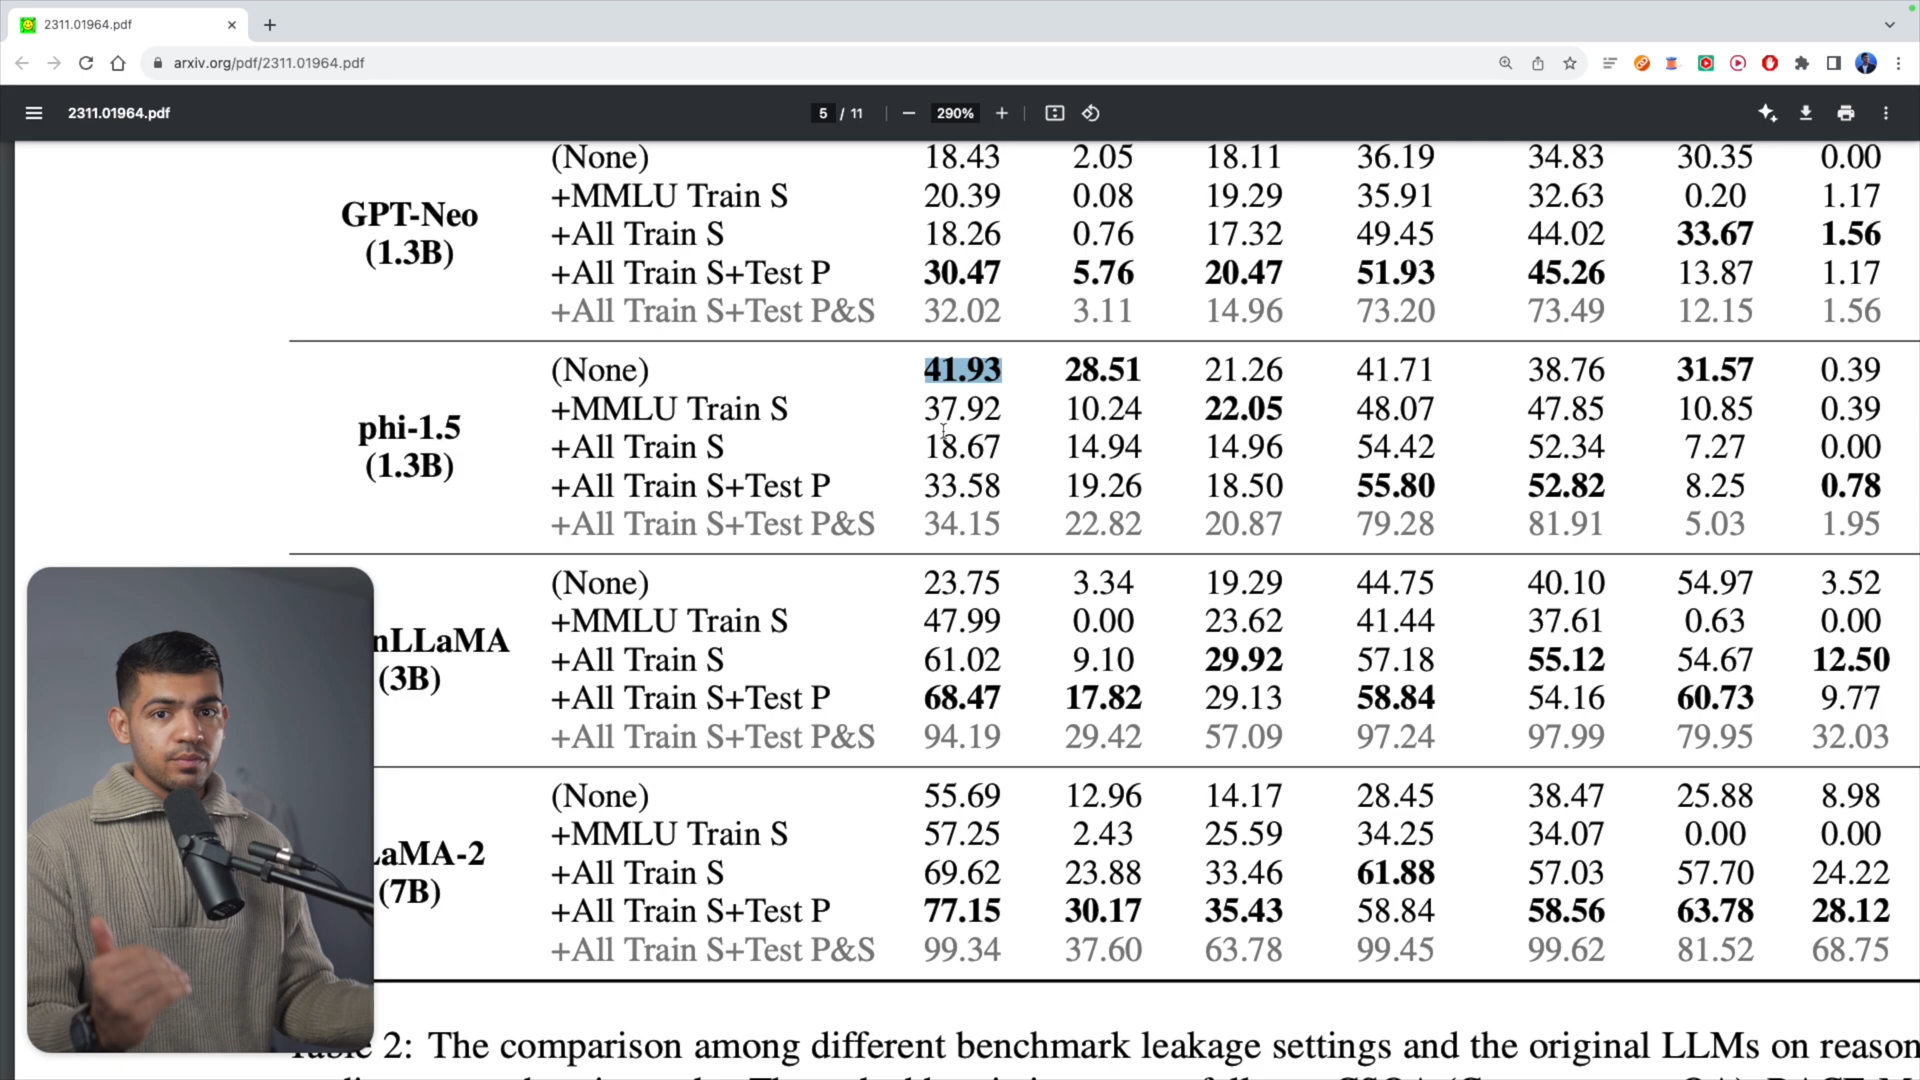 2311.01964.pdf
arxiv.org/pdf/2311.01964.pdf
2311.01964.pdf
5 / 11
290%
(None) 18.43 2.05 18.11 36.19 34.83 30.35 0.00
+MMLU Train S 20.39 0.08 19.29 35.91 32.63 0.20 1.17
GPT-Neo
+All Train S 18.26 0.76 17.32 49.45 44.02 33.67 1.56
(1.3B)
+All Train S+Test P 30.47 5.76 20.47 51.93 45.26 13.87 1.17
+All Train S+Test P&S 32.02 3.11 14.96 73.20 73.49 12.15 1.56
(None) 41.93 28.51 21.26 41.71 38.76 31.57 0.39
+MMLU Train S 37.92 10.24 22.05 48.07 47.85 10.85 0.39
phi-1.5
+All Train S 18.67 14.94 14.96 54.42 52.34 7.27 0.00
(1.3B)
+All Train S+Test P 33.58 19.26 18.50 55.80 52.82 8.25 0.78
+All Train S+Test P&S 34.15 22.82 20.87 79.28 81.91 5.03 1.95
(None) 23.75 3.34 19.29 44.75 40.10 54.97 3.52
+MMLU Train S 47.99 0.00 23.62 41.44 37.61 0.63 0.00
nLLaMA
+All Train S 61.02 9.10 29.92 57.18 55.12 54.67 12.50
(3B)
+All Train S+Test P 68.47 17.82 29.13 58.84 54.16 60.73 9.77
+All Train S+Test P&S 94.19 29.42 57.09 97.24 97.99 79.95 32.03
(None) 55.69 12.96 14.17 28.45 38.47 25.88 8.98
+MMLU Train S 57.25 2.43 25.59 34.25 34.07 0.00 0.00
LaMA-2
+All Train S 69.62 23.88 33.46 61.88 57.03 57.70 24.22
(7B)
+All Train S+Test P 77.15 30.17 35.43 58.84 58.56 63.78 28.12
+All Train S+Test P&S 99.34 37.60 63.78 99.45 99.62 81.52 68.75
Table 2: The comparison among different benchmark leakage settings and the original LLMs on reason